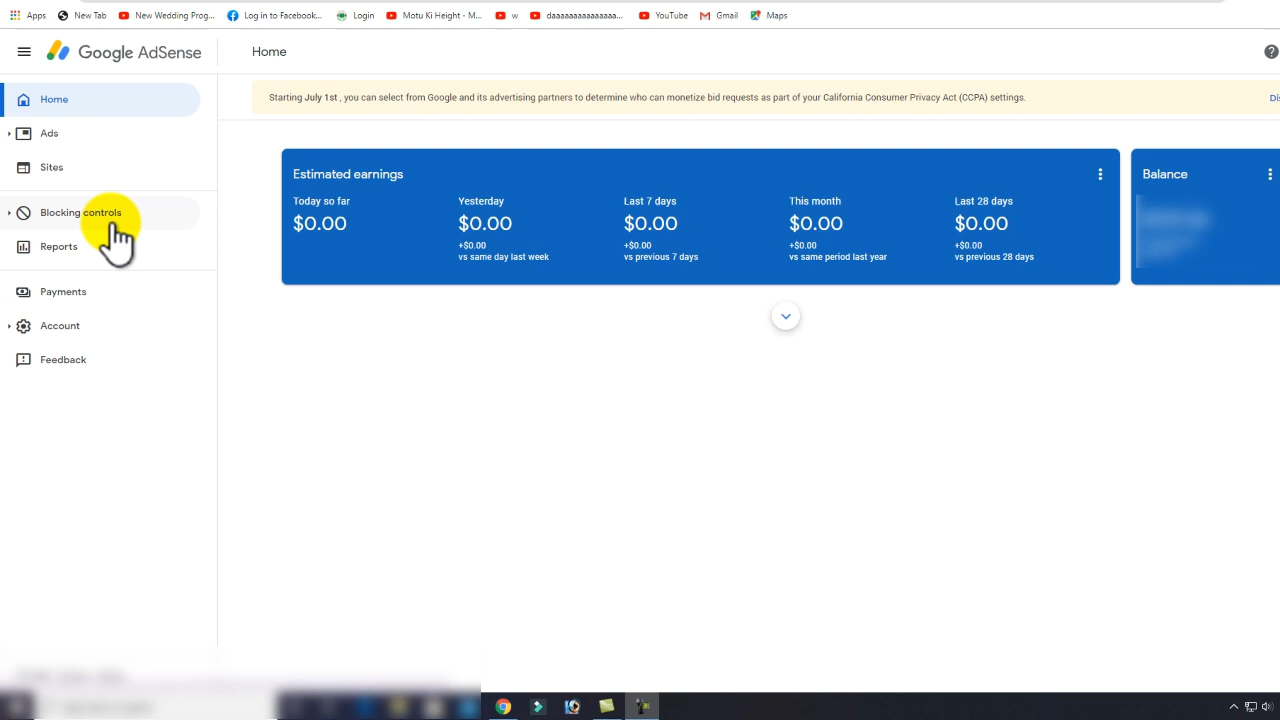 Apps New Tab New Wedding Prog... Log in to Facebook... Login Motu Ki Height - M... w daaaaaaaaaaaaaa... YouTube Gmail Maps
Google AdSense Home
Home
Starting July 1st , you can select from Google and its advertising partners to determine who can monetize bid requests as part of your California Consumer Privacy Act (CCPA) settings. Dis
Ads
Sites
Blocking controls
Reports
Payments
Account
Feedback
Estimated earnings
Today so far Yesterday Last 7 days This month Last 28 days
$0.00 $0.00 $0.00 $0.00 $0.00
+$0.00 +$0.00 +$0.00 +$0.00
vs same day last week vs previous 7 days vs same period last year vs previous 28 days
Balance